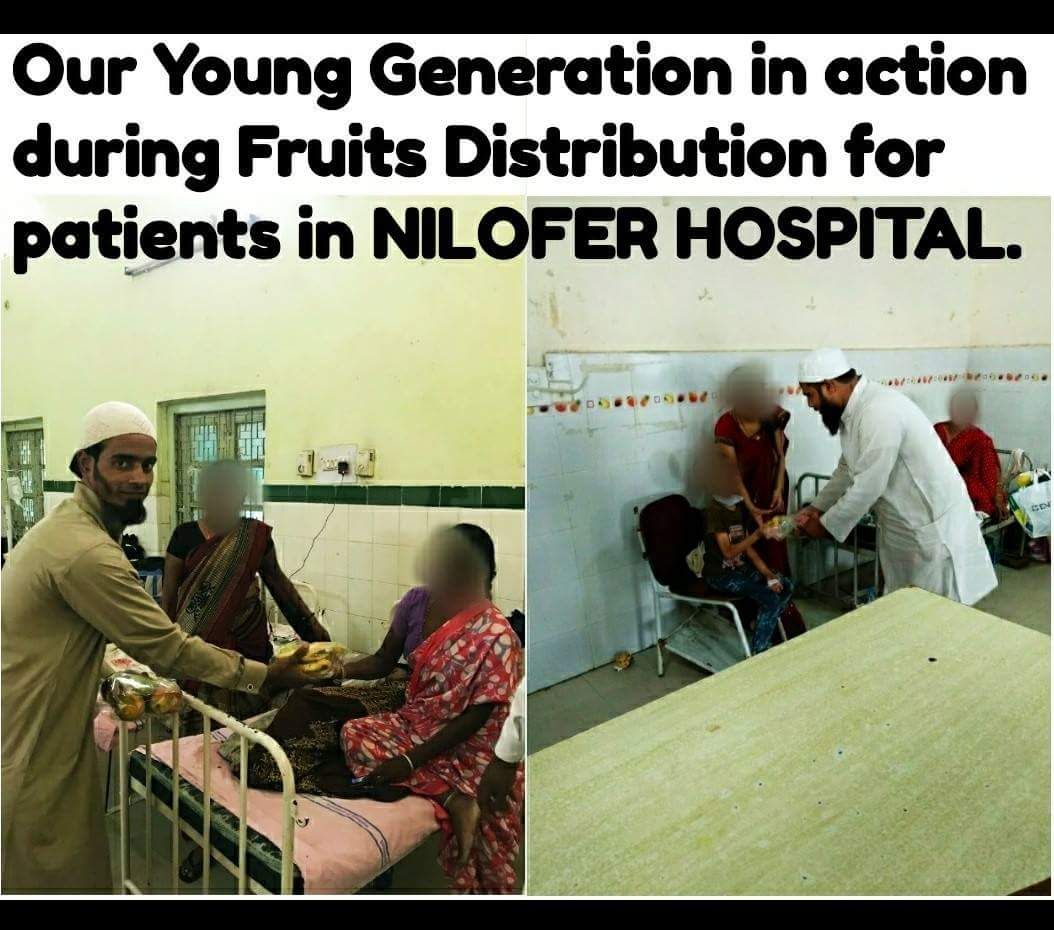 Our Young Generation in action
during Fruits Distribution for
patients in NILOFER HOSPITAL.